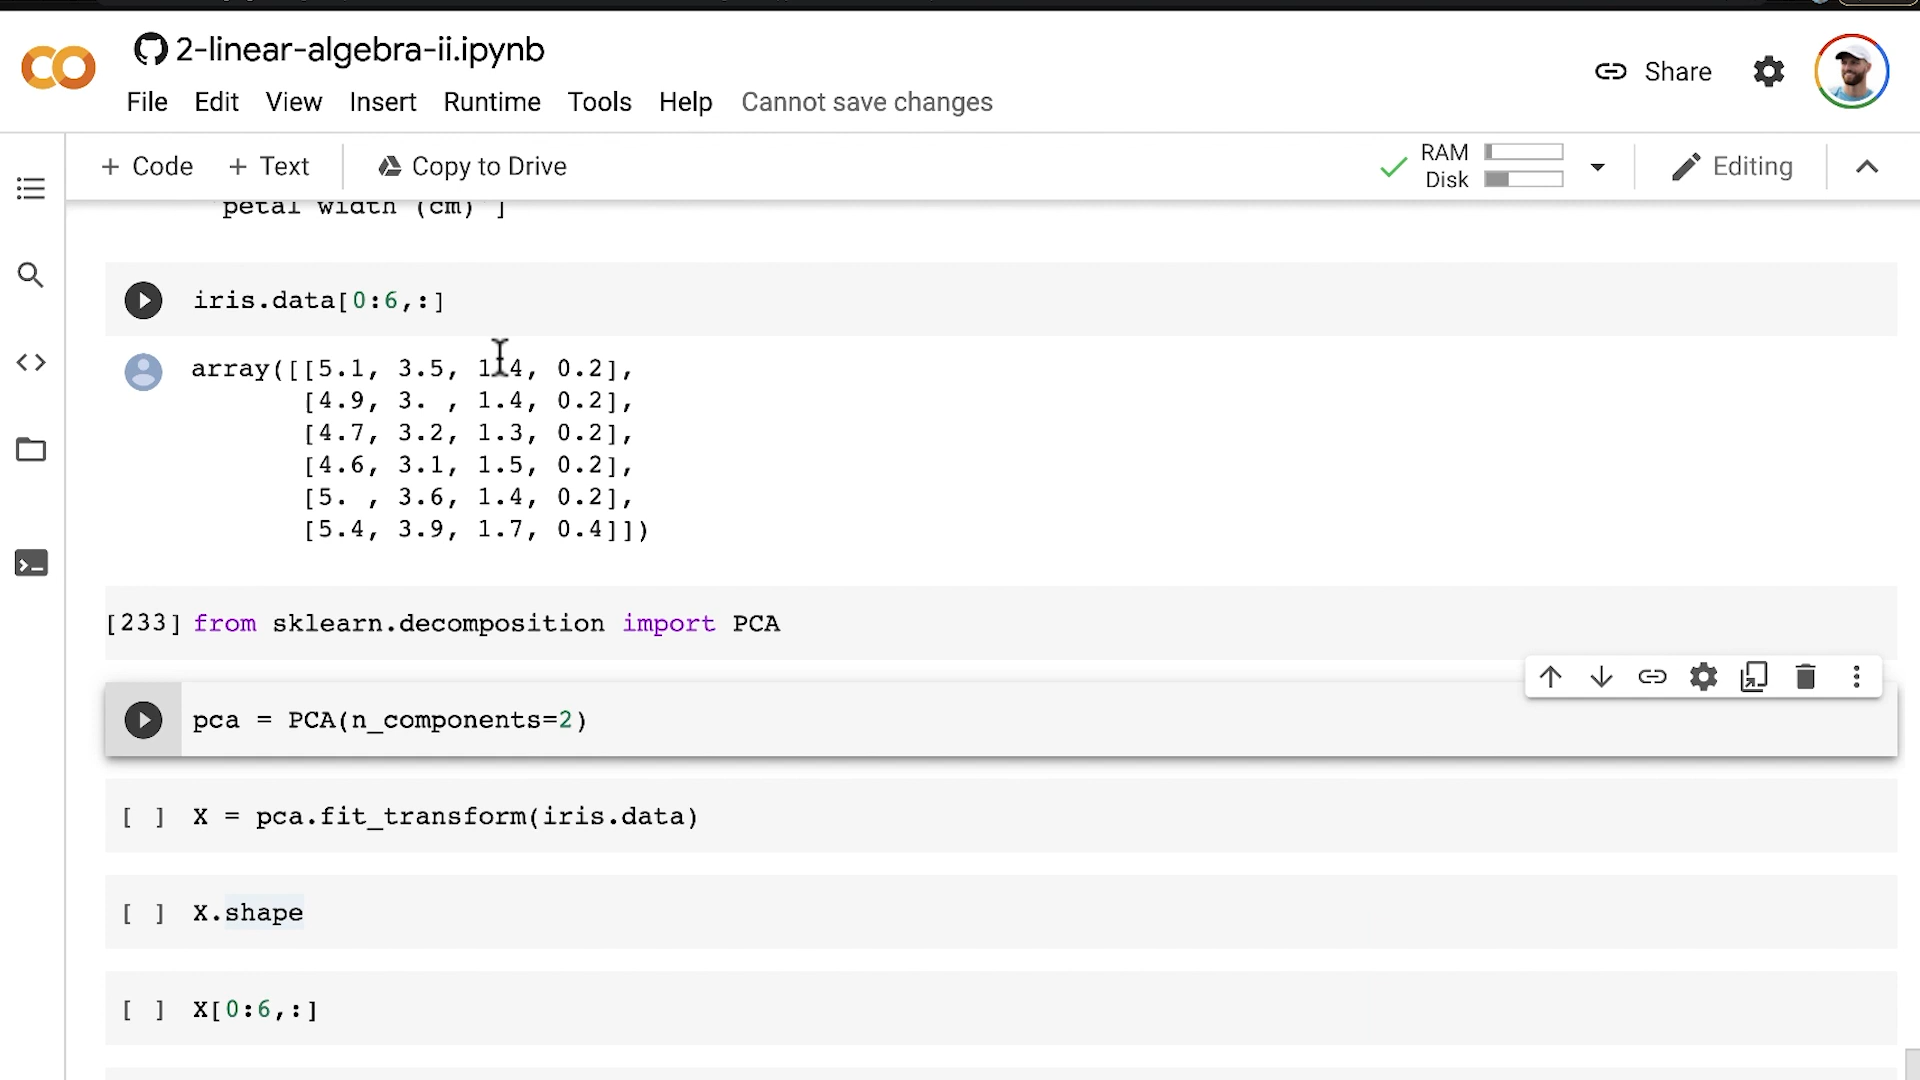 2-linear-algebra-ii.ipynb
File Edit View Insert Runtime Tools Help Cannot save changes
Share
+ Code + Text Copy to Drive
RAM
Disk
Editing
petal width (cm)']
iris.data[0:6,:]
array([[5.1, 3.5, 1.4, 0.2],
[4.9, 3. , 1.4, 0.2],
[4.7, 3.2, 1.3, 0.2],
[4.6, 3.1, 1.5, 0.2],
[5. , 3.6, 1.4, 0.2],
[5.4, 3.9, 1.7, 0.4]])
[233] from sklearn.decomposition import PCA
pca = PCA(n_components=2)
[ ] X = pca.fit_transform(iris.data)
[ ] X.shape
[ ] X[0:6,:]